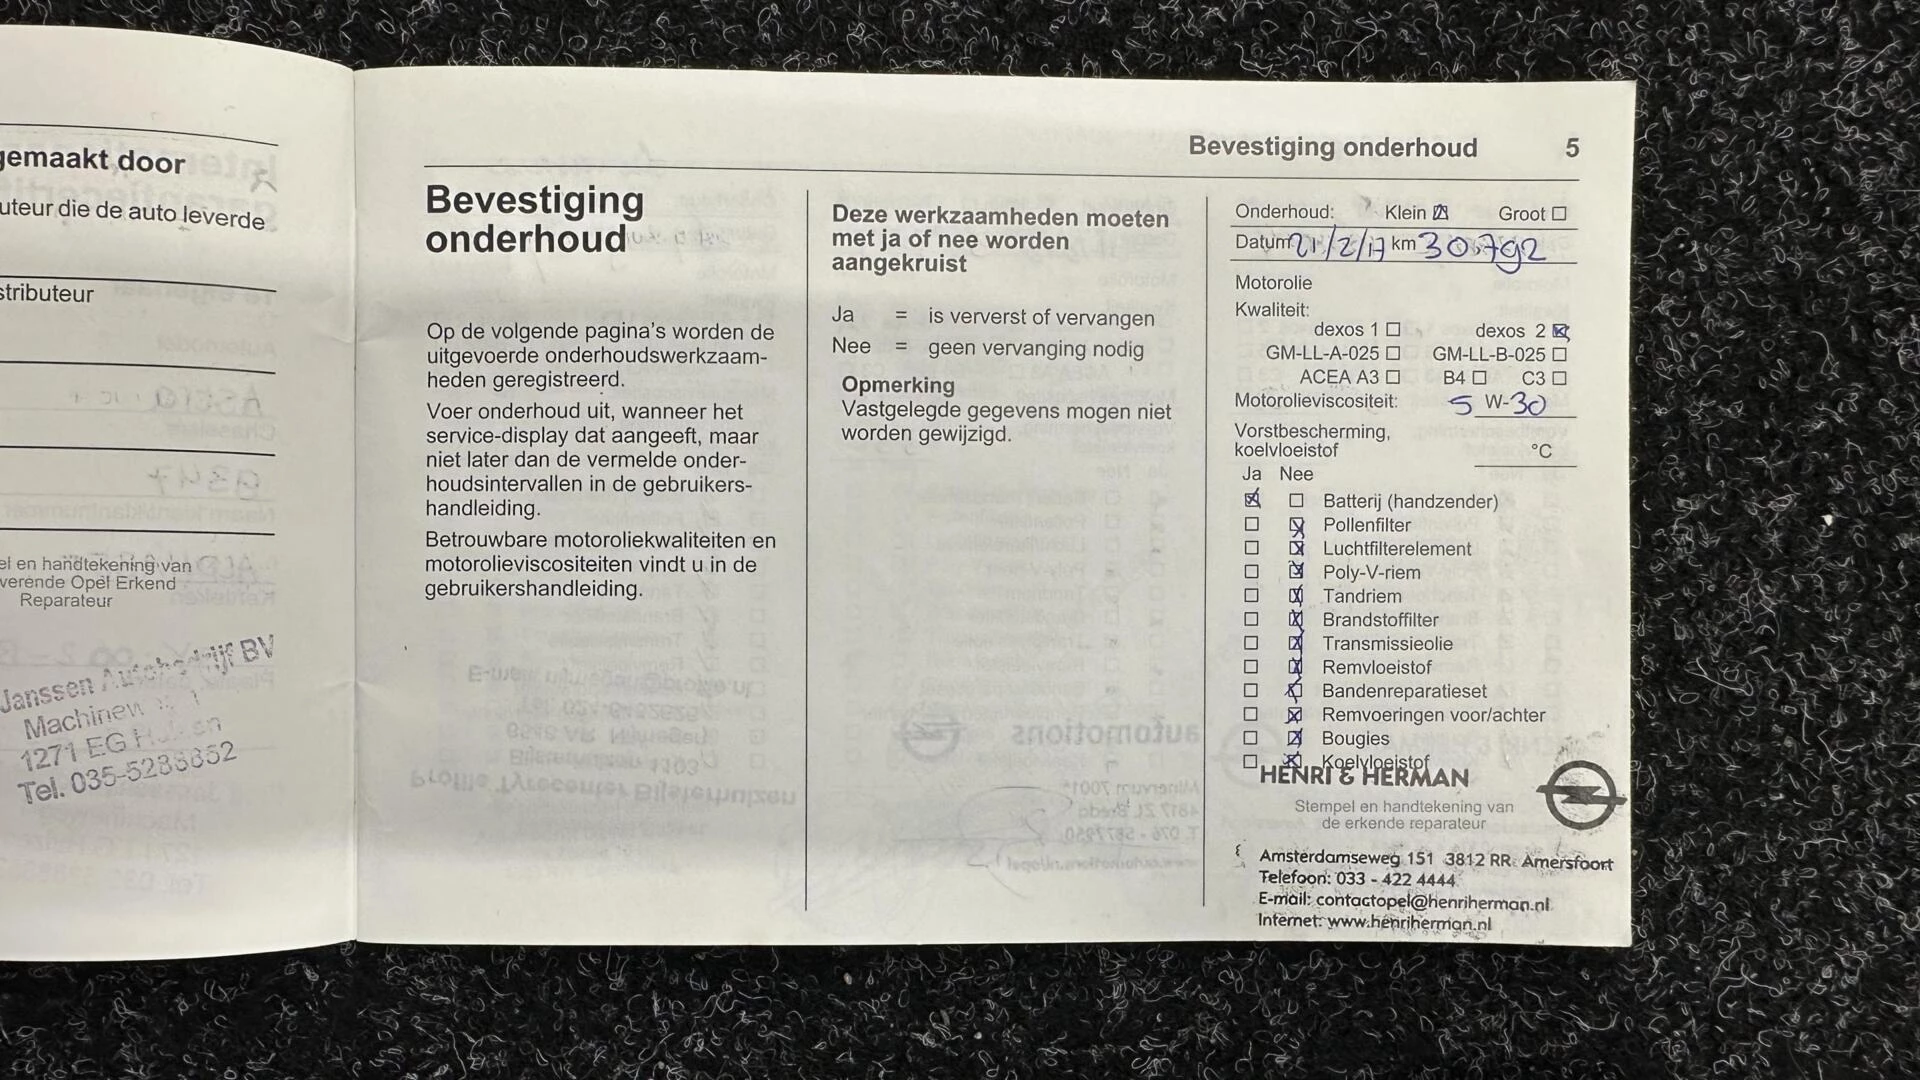 gemaakt door
uteur die de auto leverde
stributeur
el en handtekening van
verende Opel Erkend
Reparateur
Janssen Autobedrijf BV
1271 EG
Tel. 035-5288852
Bevestiging onderhoud 5
Bevestiging
onderhoud
Op de volgende pagina's worden de
uitgevoerde onderhoudswerkzaam-
heden geregistreerd.
Voer onderhoud uit, wanneer het
service-display dat aangeeft, maar
niet later dan de vermelde onder-
houdsintervallen in de gebruikers-
handleiding.
Betrouwbare motoroliekwaliteiten en
motorolieviscositeiten vindt u in de
gebruikershandleiding.
Deze werkzaamheden moeten
met ja of nee worden
aangekruist
Ja = is ververst of vervangen
Nee = geen vervanging nodig
Opmerking
Vastgelegde gegevens mogen niet
worden gewijzigd.
Onderhoud: Klein Groot
Datum 21/2/17 km 30.792
Motorolie
Kwaliteit:
dexos 1 dexos 2
GM-LL-A-025 GM-LL-B-025
ACEA A3 B4 C3
Motorolieviscositeit: 5 W-30
Vorstbescherming,
koelvloeistof °C
Ja Nee
Batterij (handzender)
Pollenfilter
Luchtfilterelement
Poly-V-riem
Tandriem
Brandstoffilter
Transmissieolie
Remvloeistof
Bandenreparatieset
Remvoeringen voor/achter
Bougies
Koelvloeistof
HENRI & HERMAN
Stempel en handtekening van
de erkende reparateur
Amsterdamseweg 151 3812 RR Amersfoort
Telefoon: 033 - 422 4444
E-mail: contactopel@henriherman.nl
Internet: www.henriherman.nl